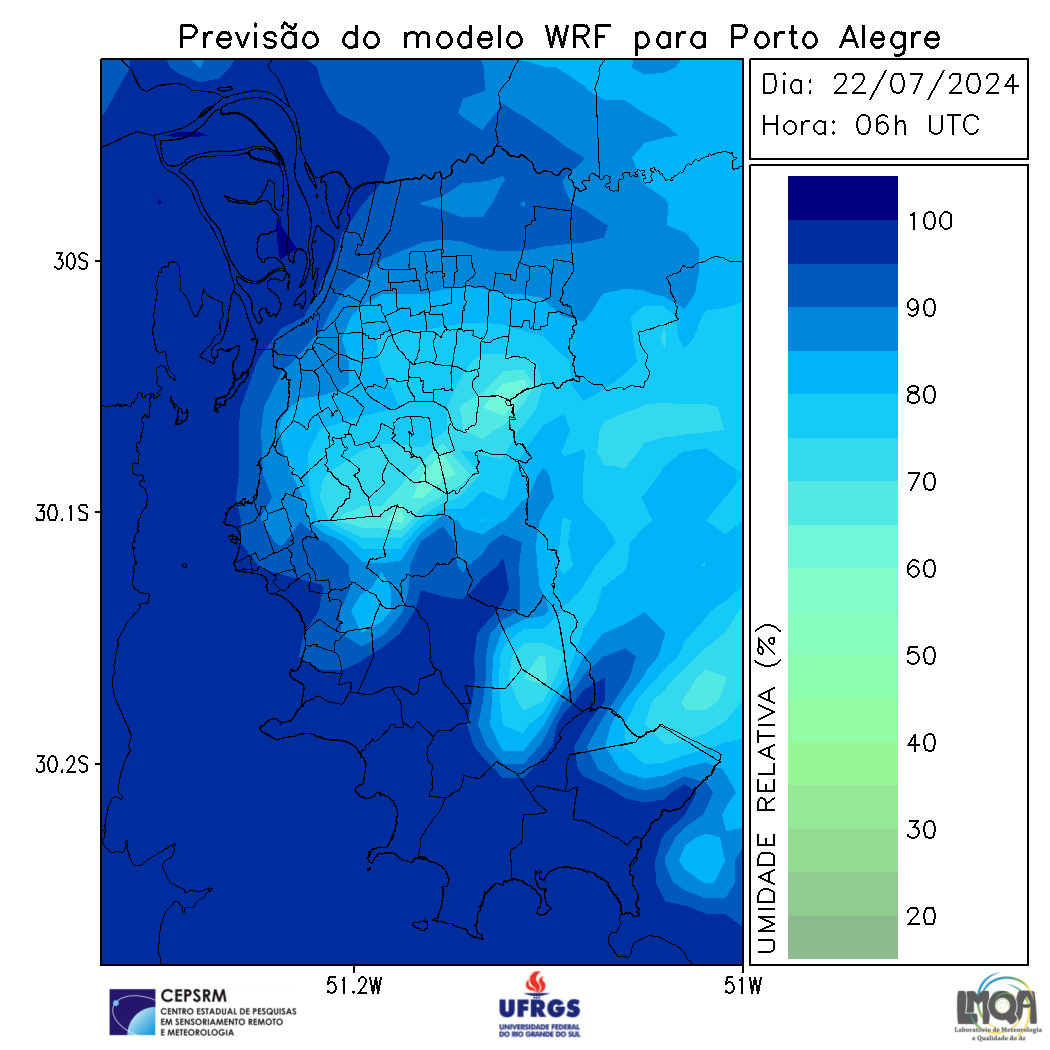 Previsão do modelo WRF para Porto Alegre
Dia: 22/07/2024
Hora: 06h UTC
100
90
80
70
60
50
40
30
20
UMIDADE RELATIVA (%)
30S
30.1S
30.2S
51.2W
51W
CEPSRM
CENTRO ESTADUAL DE PESQUISAS
EM SENSORIAMENTO REMOTO
E METEOROLOGIA
UFRGS
UNIVERSIDADE FEDERAL
DO RIO GRANDE DO SUL
LMQA
Laboratório de Meteorologia
e Qualidade do Ar